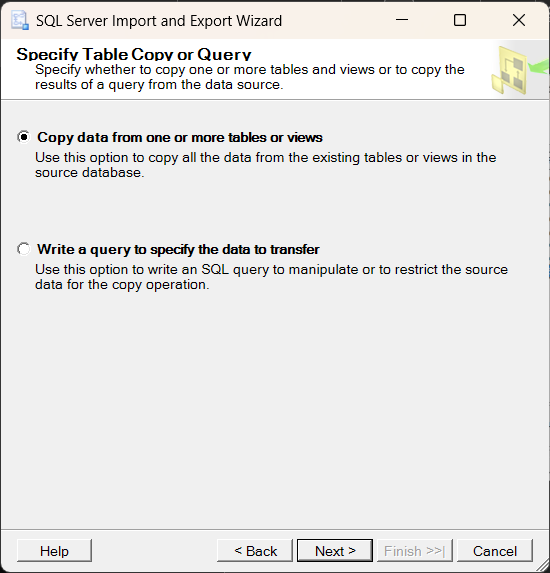 SQL Server Import and Export Wizard
Specify Table Copy or Query
Specify whether to copy one or more tables and views or to copy the
results of a query from the data source.
Copy data from one or more tables or views
Use this option to copy all the data from the existing tables or views in the
source database.
Write a query to specify the data to transfer
Use this option to write an SQL query to manipulate or to restrict the source
data for the copy operation.
Help
< Back
Next >
Finish >>|
Cancel